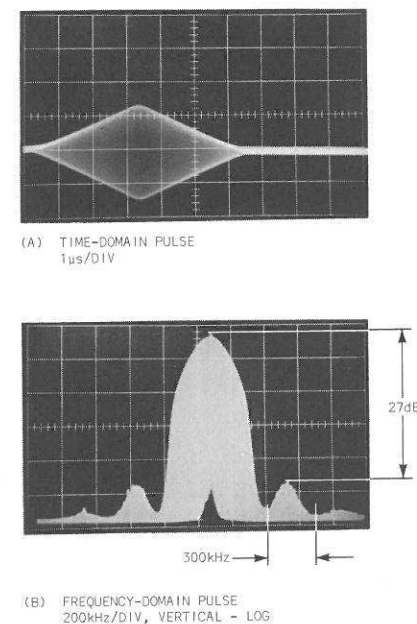 (A) TIME-DOMAIN PULSE
1μs/DIV
27dB
300kHz
(B) FREQUENCY-DOMAIN PULSE
200kHz/DIV, VERTICAL - LOG